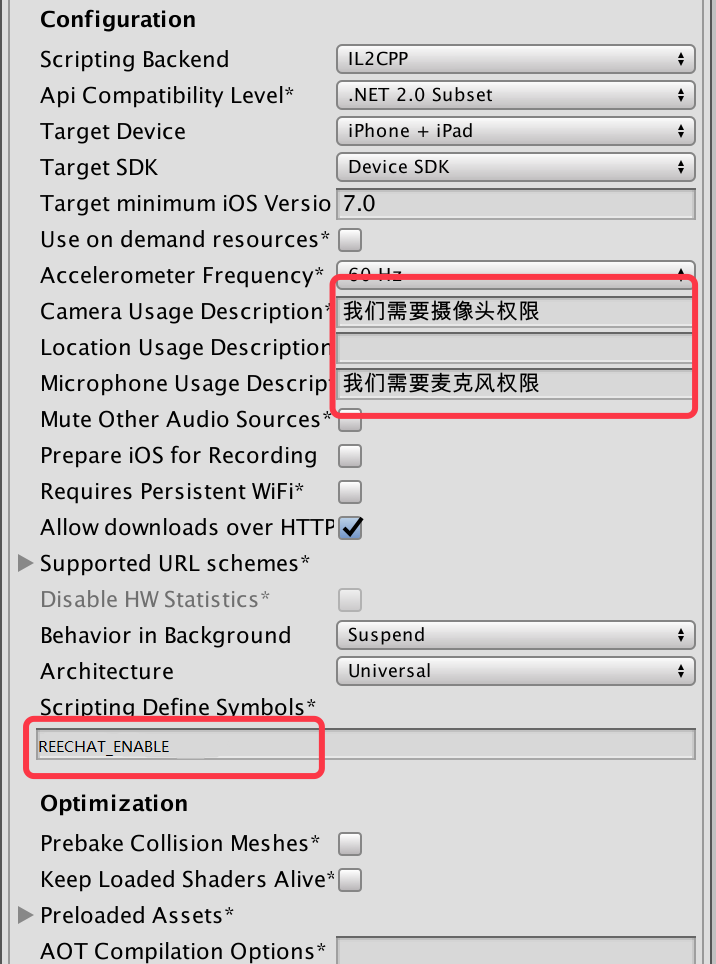 Configuration
Scripting Backend IL2CPP
Api Compatibility Level* .NET 2.0 Subset
Target Device iPhone + iPad
Target SDK Device SDK
Target minimum iOS Versio 7.0
Use on demand resources*
Accelerometer Frequency* 60 Hz
Camera Usage Description* 我们需要摄像头权限
Location Usage Description
Microphone Usage Descript 我们需要麦克风权限
Mute Other Audio Sources*
Prepare iOS for Recording
Requires Persistent WiFi*
Allow downloads over HTTP
Supported URL schemes*
Disable HW Statistics*
Behavior in Background Suspend
Architecture Universal
Scripting Define Symbols*
REECHAT_ENABLE
Optimization
Prebake Collision Meshes*
Keep Loaded Shaders Alive*
Preloaded Assets*
AOT Compilation Options*